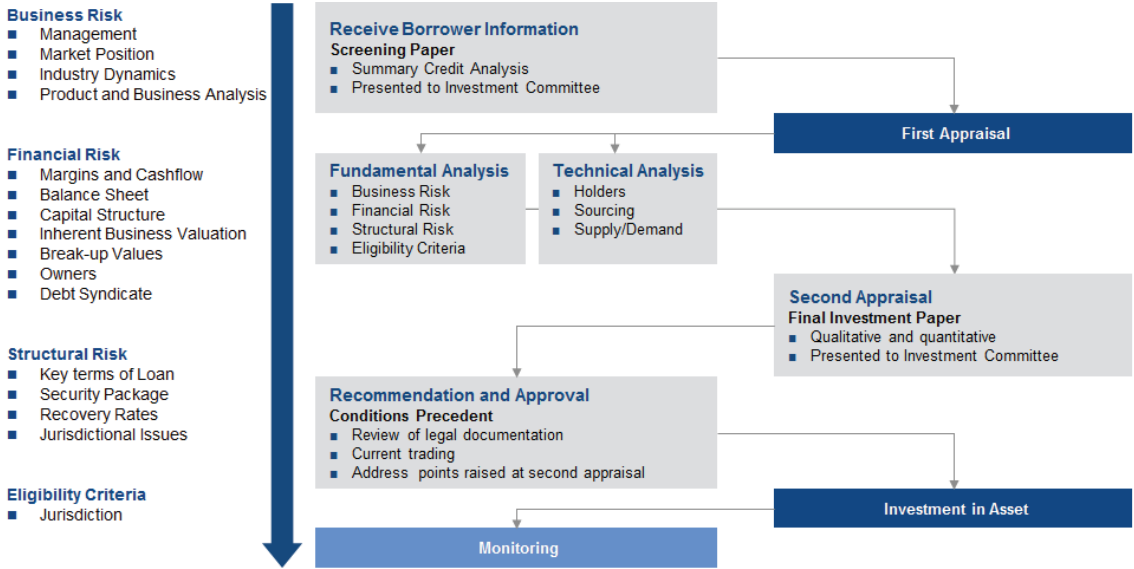 Business Risk
■ Management
■ Market Position
■ Industry Dynamics
■ Product and Business Analysis
Financial Risk
■ Margins and Cashflow
■ Balance Sheet
■ Capital Structure
■ Inherent Business Valuation
■ Break-up Values
■ Owners
■ Debt Syndicate
Structural Risk
■ Key terms of Loan
■ Security Package
■ Recovery Rates
■ Jurisdictional Issues
Eligibility Criteria
■ Jurisdiction
Receive Borrower Information
Screening Paper
■ Summary Credit Analysis
■ Presented to Investment Committee
First Appraisal
Fundamental Analysis
■ Business Risk
■ Financial Risk
■ Structural Risk
■ Eligibility Criteria
Technical Analysis
■ Holders
■ Sourcing
■ Supply/Demand
Second Appraisal
Final Investment Paper
■ Qualitative and quantitative
■ Presented to Investment Committee
Recommendation and Approval
Conditions Precedent
■ Review of legal documentation
■ Current trading
■ Address points raised at second appraisal
Investment in Asset
Monitoring